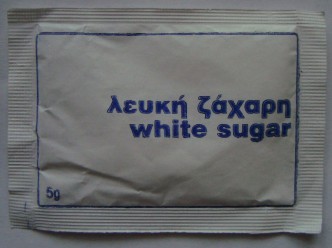 λευκή ζάχαρη
white sugar
5g